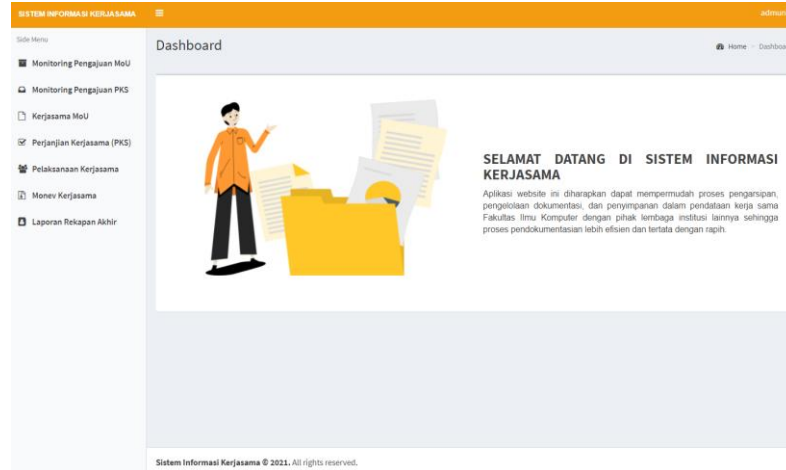 SISTEM INFORMASI KERJASAMA
Side Menu
Monitoring Pengajuan MoU
Monitoring Pengajuan PKS
Kerjasama MoU
Perjanjian Kerjasama (PKS)
Pelaksanaan Kerjasama
Monev Kerjasama
Laporan Rekapan Akhir
Dashboard
Home >
SELAMAT DATANG DI SISTEM INFORMASI
KERJASAMA
Aplikasi website ini diharapkan dapat mempermudah proses pengarsipan,
pengelolaan dokumentasi, dan penyimpanan dalam pendataan kerja sama
Fakultas Ilmu Komputer dengan pihak lembaga institusi lainnya sehingga
proses pendokumentasian lebih efisien dan tertata dengan rapih.
Sistem Informasi Kerjasama © 2021. All rights reserved.